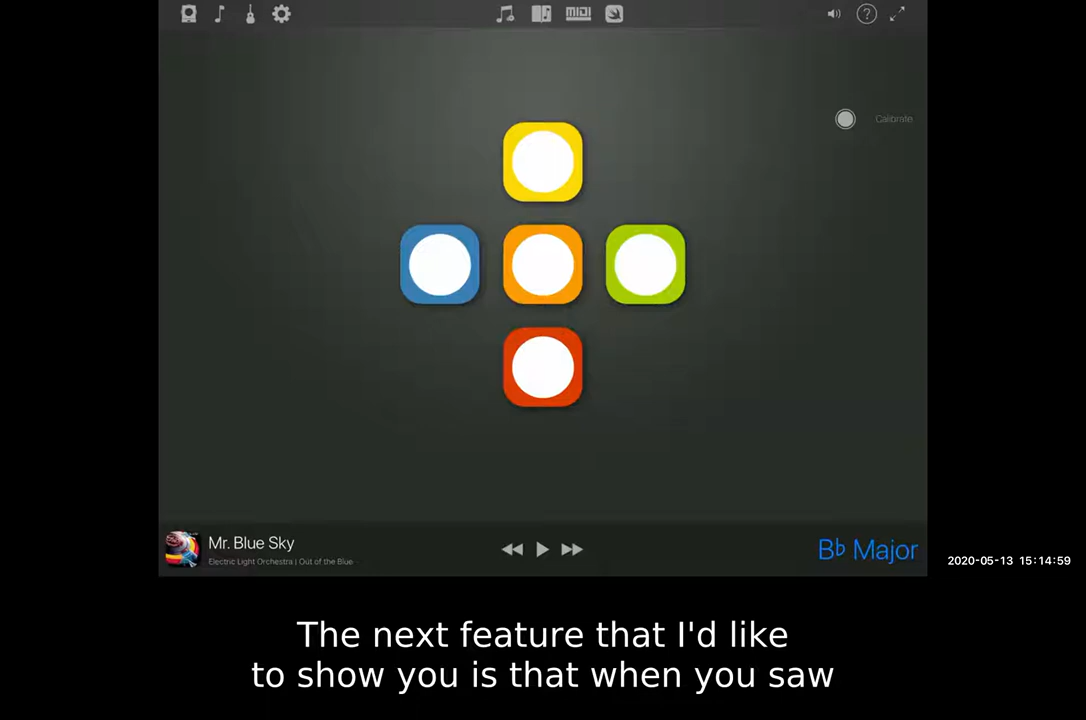 MIDI
?
Calibrate
Mr. Blue Sky
Electric Light Orchestra | Out of the Blue
B♭ Major
2020-05-13 15:14:59
The next feature that I'd like
to show you is that when you saw